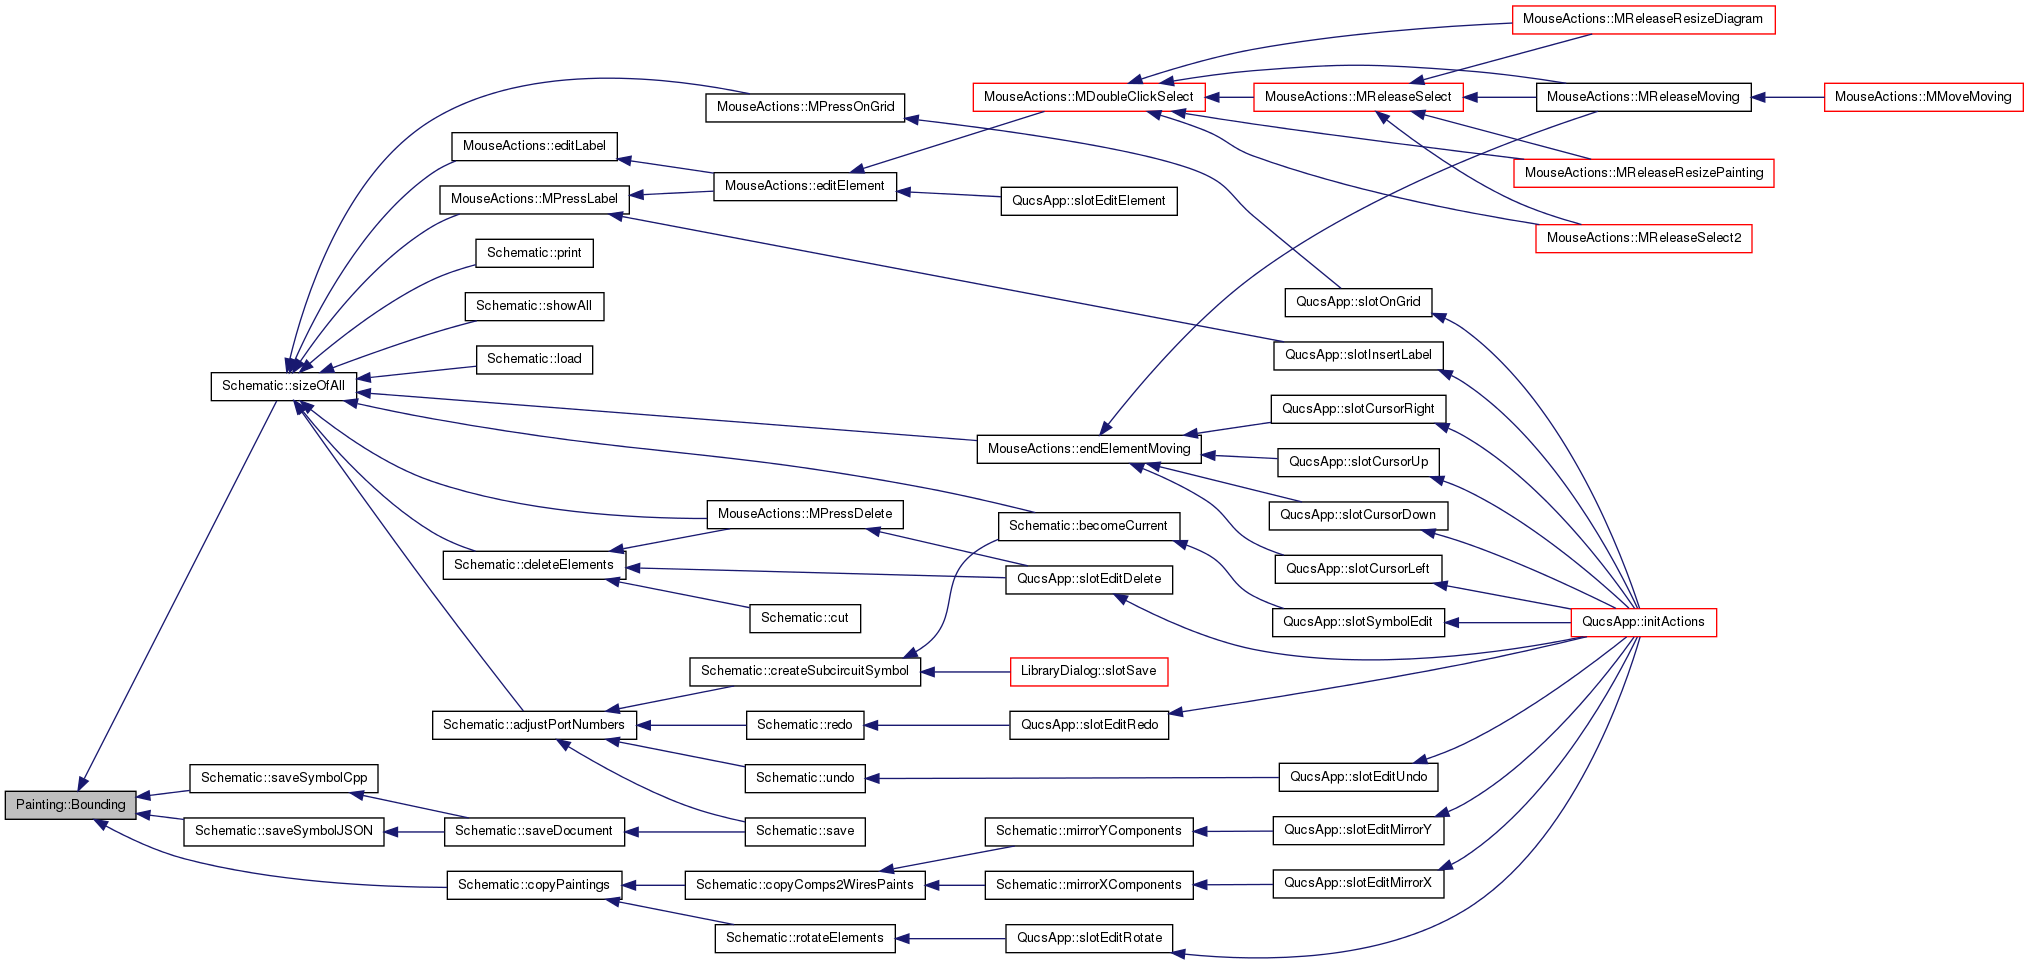 MouseActions::MReleaseResizeDiagram
MouseActions::MPressOnGrid
MouseActions::MDoubleClickSelect
MouseActions::MReleaseSelect
MouseActions::MReleaseMoving
MouseActions::MMoveMoving
MouseActions::editLabel
MouseActions::editElement
MouseActions::MReleaseResizePainting
MouseActions::MPressLabel
QucsApp::slotEditElement
MouseActions::MReleaseSelect2
Schematic::print
Schematic::showAll
QucsApp::slotOnGrid
Schematic::load
QucsApp::slotInsertLabel
Schematic::sizeOfAll
QucsApp::slotCursorRight
MouseActions::endElementMoving
QucsApp::slotCursorUp
MouseActions::MPressDelete
QucsApp::slotCursorDown
Schematic::becomeCurrent
Schematic::deleteElements
QucsApp::slotEditDelete
QucsApp::slotCursorLeft
Schematic::cut
QucsApp::slotSymbolEdit
QucsApp::initActions
Schematic::createSubcircuitSymbol
LibraryDialog::slotSave
Schematic::adjustPortNumbers
Schematic::redo
QucsApp::slotEditRedo
Schematic::saveSymbolCpp
Schematic::undo
QucsApp::slotEditUndo
Painting::Bounding
Schematic::saveSymbolJSON
Schematic::saveDocument
Schematic::save
Schematic::mirrorYComponents
QucsApp::slotEditMirrorY
Schematic::copyPaintings
Schematic::copyComps2WiresPaints
Schematic::mirrorXComponents
QucsApp::slotEditMirrorX
Schematic::rotateElements
QucsApp::slotEditRotate